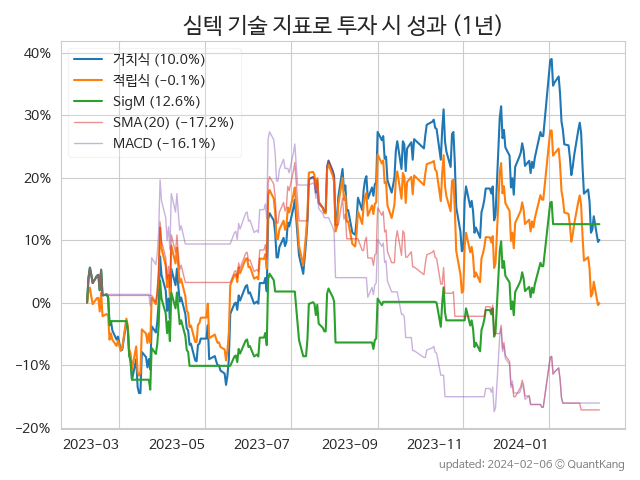 심텍 기술 지표로 투자 시 성과 (1년)
40%
30%
20%
10%
0%
−10%
−20%
거치식 (10.0%)
적립식 (−0.1%)
SigM (12.6%)
SMA(20) (−17.2%)
MACD (−16.1%)
2023-03
2023-05
2023-07
2023-09
2023-11
2024-01
updated: 2024-02-06 © QuantKang